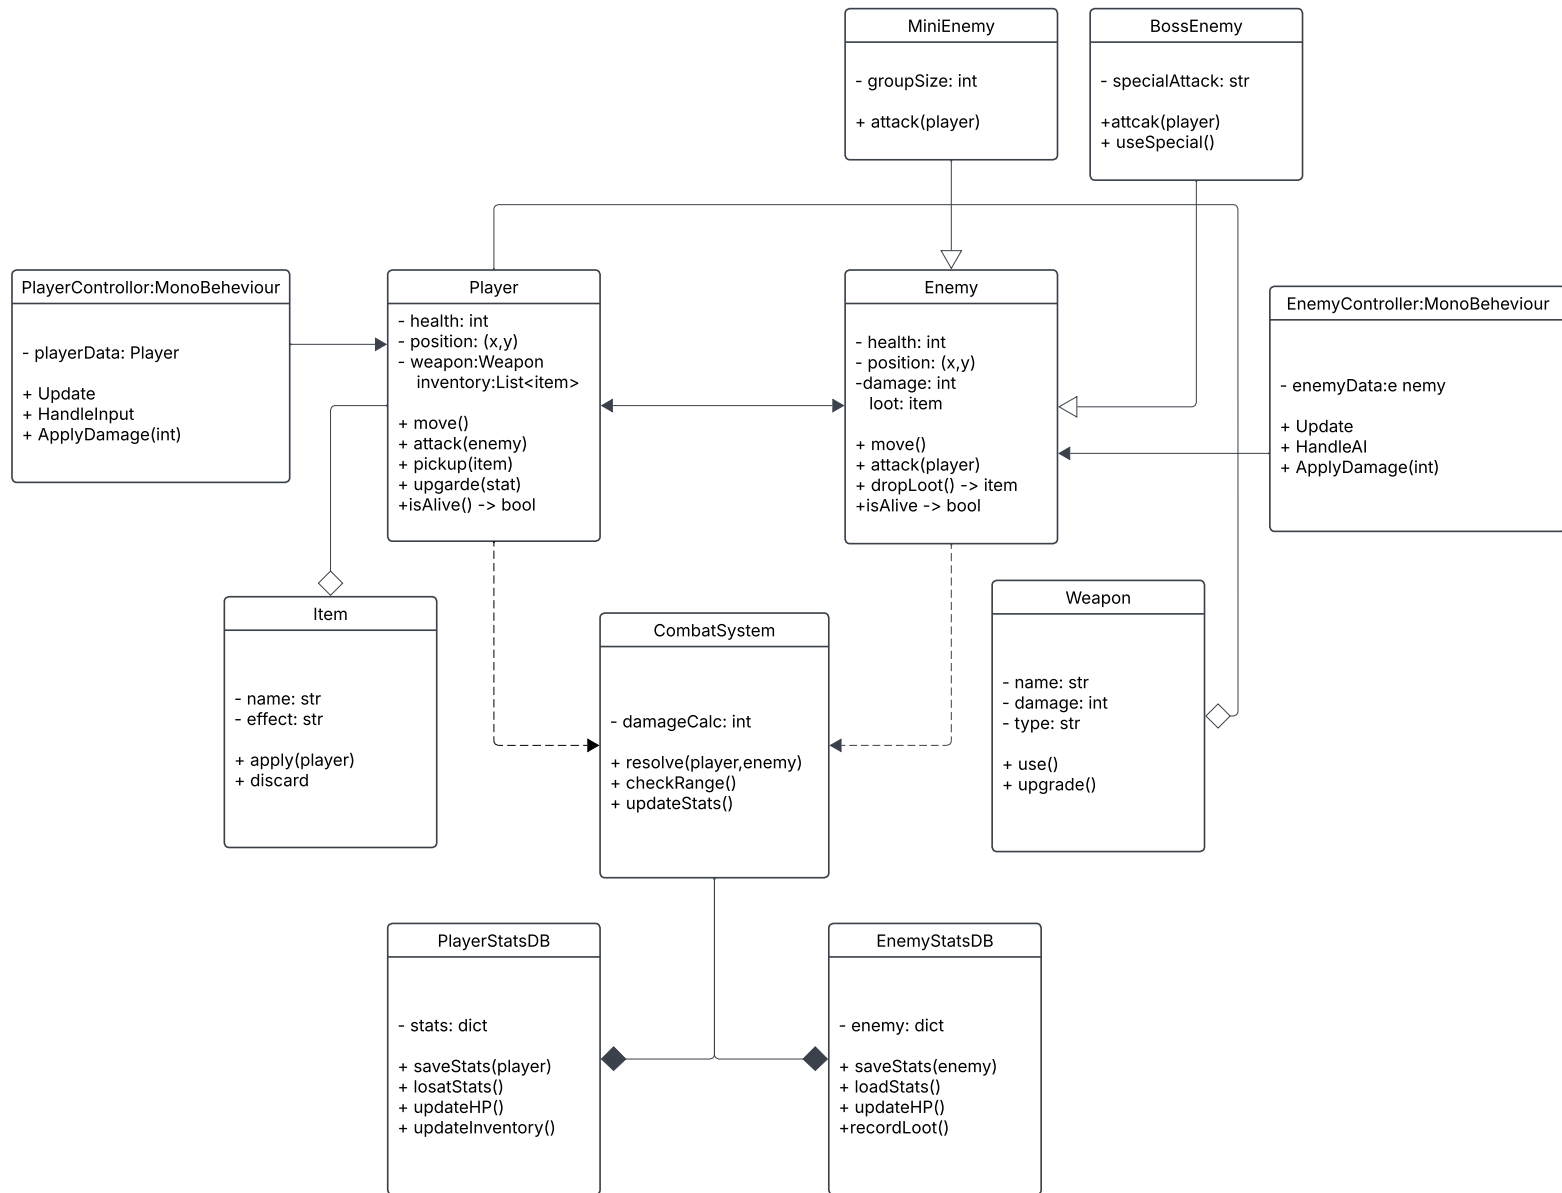 MiniEnemy
- groupSize: int
+ attack(player)
BossEnemy
- specialAttack: str
+attcak(player)
+ useSpecial()
PlayerControllor:MonoBeheviour
- playerData: Player
+ Update
+ HandleInput
+ ApplyDamage(int)
Player
- health: int
- position: (x,y)
- weapon:Weapon
inventory:List<item>
+ move()
+ attack(enemy)
+ pickup(item)
+ upgarde(stat)
+isAlive() -> bool
Enemy
- health: int
- position: (x,y)
-damage: int
loot: item
+ move()
+ attack(player)
+ dropLoot() -> item
+isAlive -> bool
EnemyController:MonoBeheviour
- enemyData:e nemy
+ Update
+ HandleAI
+ ApplyDamage(int)
Item
- name: str
- effect: str
+ apply(player)
+ discard
CombatSystem
- damageCalc: int
+ resolve(player,enemy)
+ checkRange()
+ updateStats()
Weapon
- name: str
- damage: int
- type: str
+ use()
+ upgrade()
PlayerStatsDB
- stats: dict
+ saveStats(player)
+ losatStats()
+ updateHP()
+ updateInventory()
EnemyStatsDB
- enemy: dict
+ saveStats(enemy)
+ loadStats()
+ updateHP()
+recordLoot()